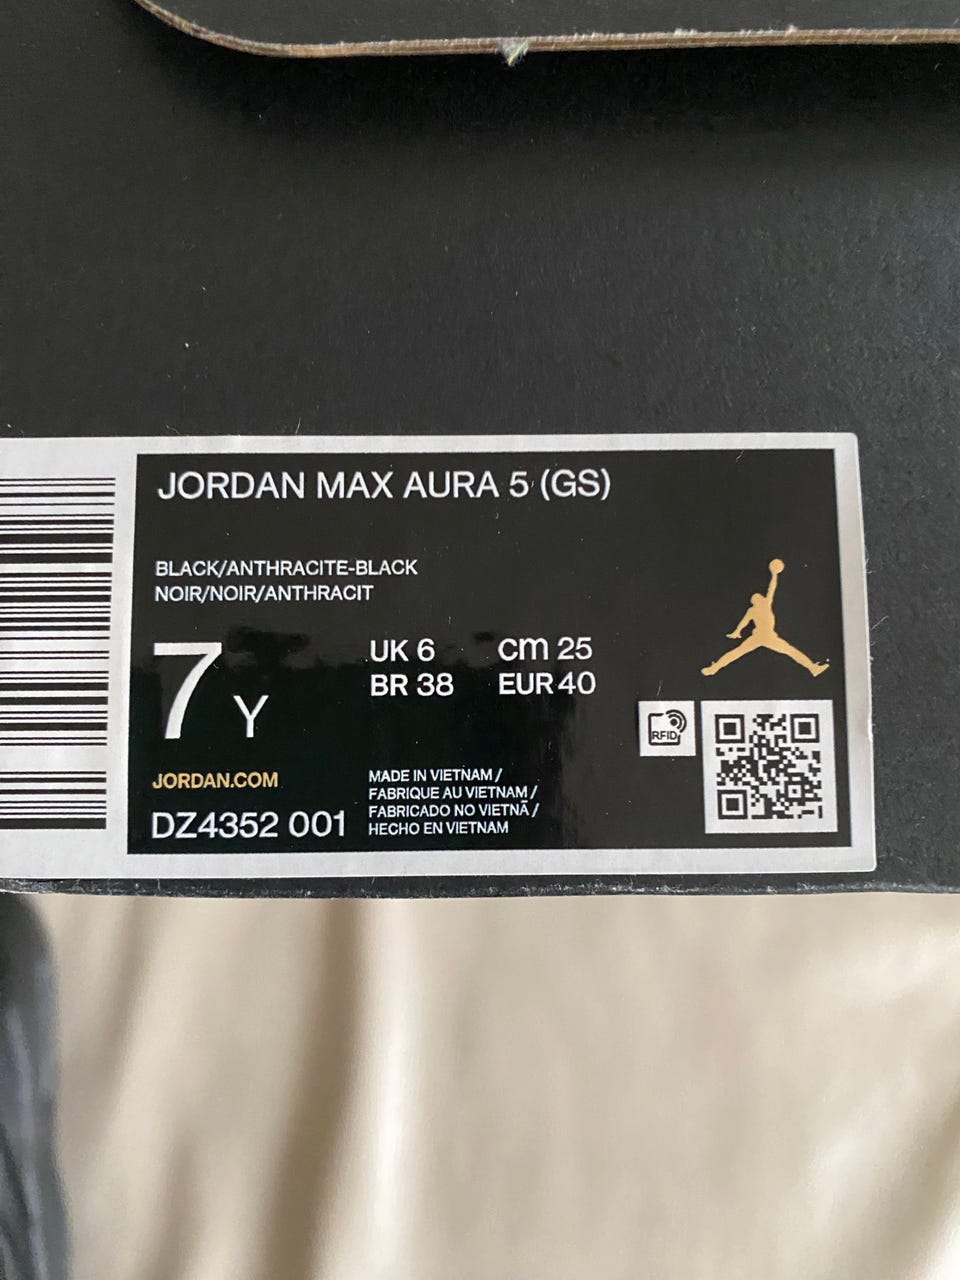 JORDAN MAX AURA 5 (GS)
BLACK/ANTHRACITE-BLACK
NOIR/NOIR/ANTHRACIT
7Y
UK 6 cm 25
BR 38 EUR 40
RFID
JORDAN.COM
DZ4352 001
MADE IN VIETNAM /
FABRIQUE AU VIETNAM /
FABRICADO NO VIETNÃ /
HECHO EN VIETNAM